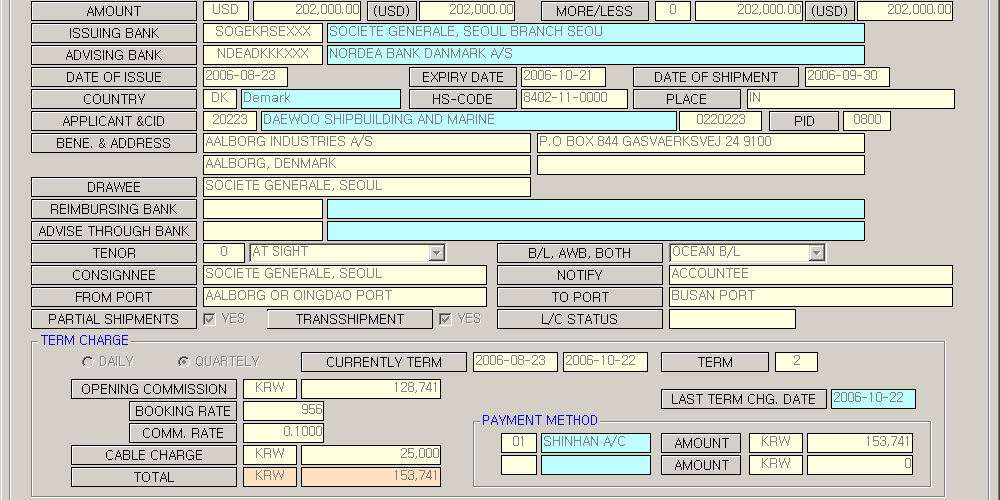 AMOUNT USD 202,000.00 (USD) 202,000.00 MORE/LESS 0 202,000.00 (USD) 202,000.00
ISSUING BANK SOGEKRSEXXX SOCIETE GENERALE, SEOUL BRANCH SEOU
ADVISING BANK NDEADKKKXXX NORDEA BANK DANMARK A/S
DATE OF ISSUE 2006-08-23 EXPIRY DATE 2006-10-21 DATE OF SHIPMENT 2006-09-30
COUNTRY DK Demark HS-CODE 8402-11-0000 PLACE IN
APPLICANT &CID 20223 DAEWOO SHIPBUILDING AND MARINE 0220223 PID 0800
BENE. & ADDRESS AALBORG INDUSTRIES A/S P.O BOX 844 GASVAERKSVEJ 24 9100
AALBORG, DENMARK
DRAWEE SOCIETE GENERALE, SEOUL
REIMBURSING BANK
ADVISE THROUGH BANK
TENOR 0 AT SIGHT B/L, AWB, BOTH OCEAN B/L
CONSIGNNEE SOCIETE GENERALE, SEOUL NOTIFY ACCOUNTEE
FROM PORT AALBORG OR QINGDAO PORT TO PORT BUSAN PORT
PARTIAL SHIPMENTS YES TRANSSHIPMENT YES L/C STATUS
TERM CHARGE
DAILY QUARTELY CURRENTLY TERM 2006-08-23 2006-10-22 TERM 2
OPENING COMMISSION KRW 128,741
LAST TERM CHG. DATE 2006-10-22
BOOKING RATE 956
PAYMENT METHOD
COMM. RATE 0.1000
01 SHINHAN A/C AMOUNT KRW 153,741
CABLE CHARGE KRW 25,000
AMOUNT KRW 0
TOTAL KRW 153,741